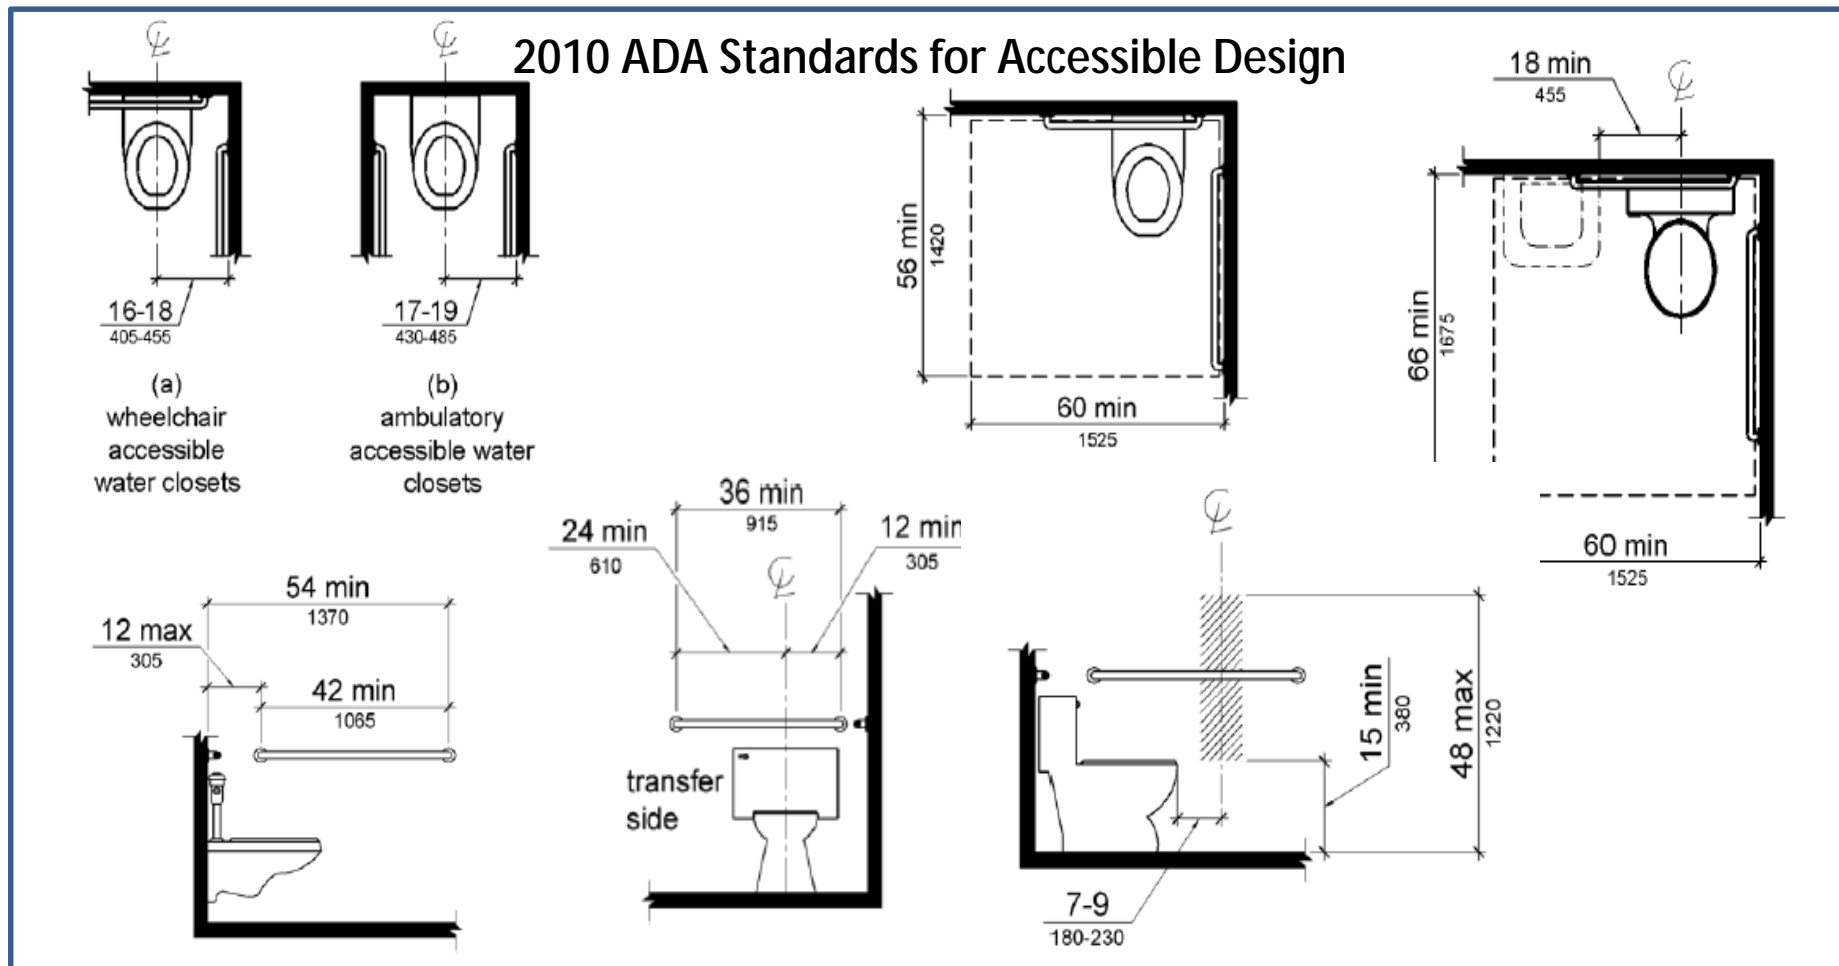 2010 ADA Standards for Accessible Design
℄
℄
16-18
405-455
17-19
430-485
(a)
wheelchair
accessible
water closets
(b)
ambulatory
accessible water
closets
56 min
1420
60 min
1525
18 min
455
℄
66 min
1675
60 min
1525
54 min
1370
12 max
305
42 min
1065
36 min
915
24 min
610
12 min
305
℄
transfer
side
℄
15 min
380
48 max
1220
7-9
180-230